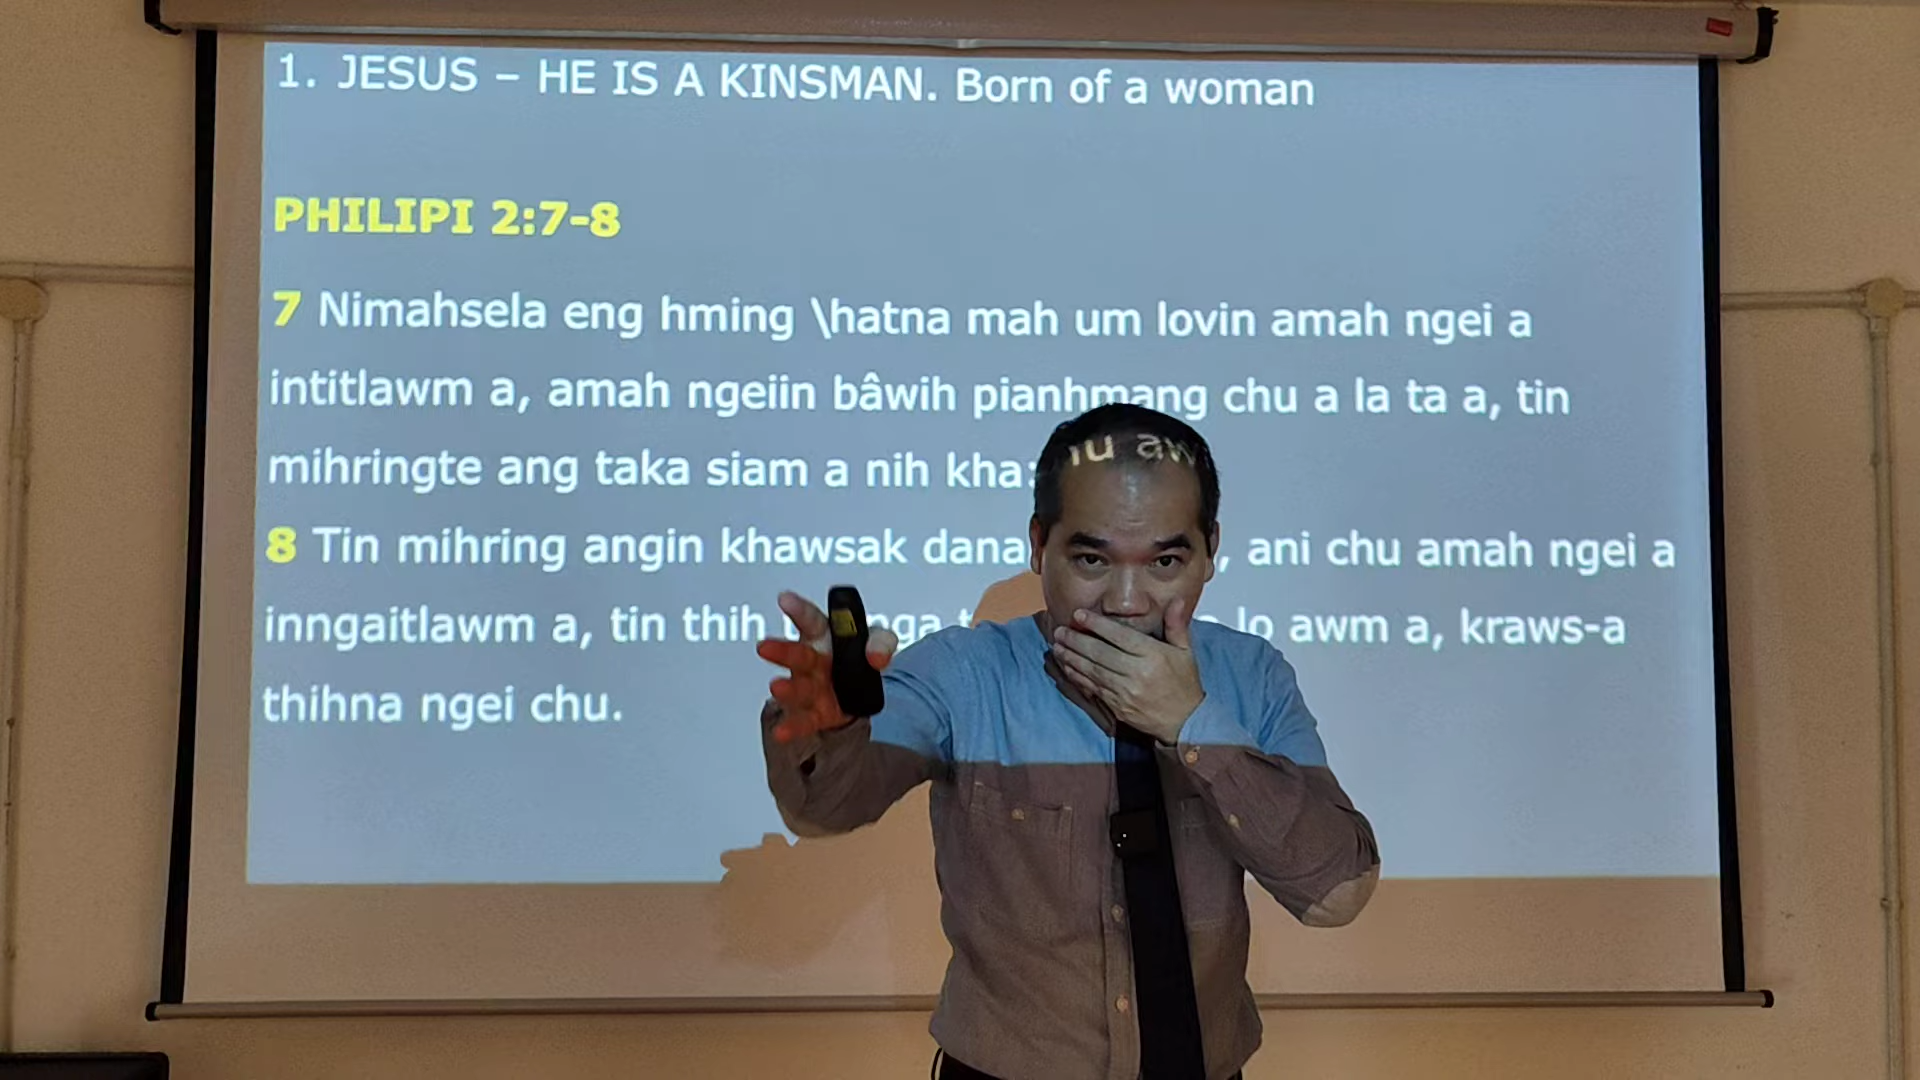 1. JESUS – HE IS A KINSMAN. Born of a woman
PHILIPI 2:7-8
7 Nimahsela eng hming \hatna mah um lovin amah ngei a
intitlawm a, amah ngeiin bâwih pianhmang chu a la ta a, tin
mihringte ang taka siam a nih kha:
8 Tin mihring angin khawsak , ani chu amah ngei a
inngaitlawm a, tin thih lo awm a, kraws-a
thihna ngei chu.